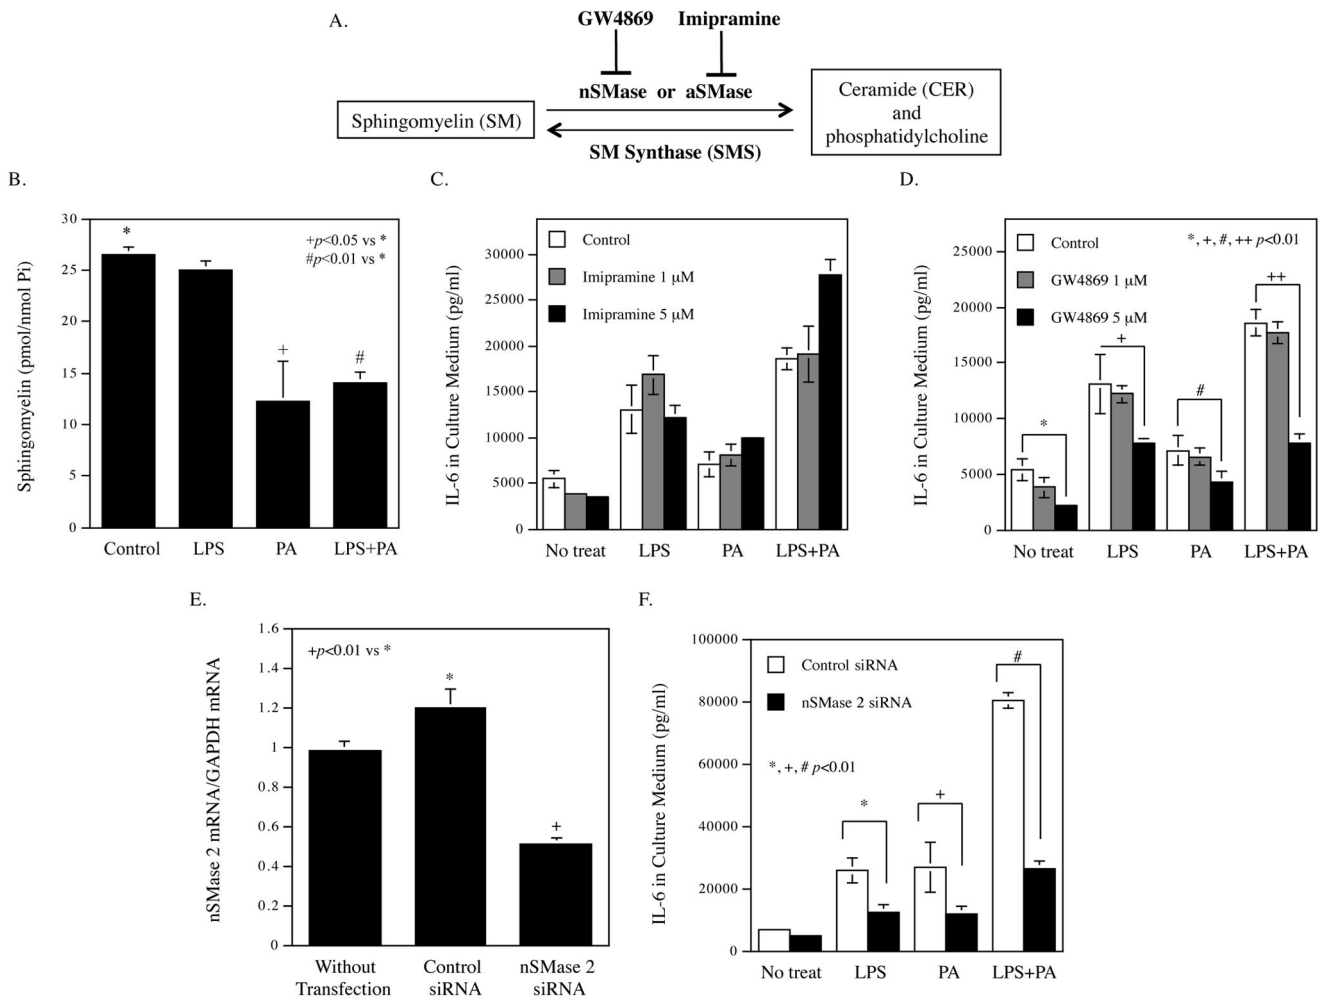 A.
GW4869 Imipramine
nSMase or aSMase
Sphingomyelin (SM)
SM Synthase (SMS)
Ceramide (CER)
and
phosphatidylcholine
B.
Sphingomyelin (pmol/nmol Pi)
30
25
20
15
10
5
0
*
+
#
+p<0.05 vs *
#p<0.01 vs *
Control LPS PA LPS+PA
C.
IL-6 in Culture Medium (pg/ml)
30000
25000
20000
15000
10000
5000
0
Control
Imipramine 1 μM
Imipramine 5 μM
No treat LPS PA LPS+PA
D.
IL-6 in Culture Medium (pg/ml)
25000
20000
15000
10000
5000
0
Control
GW4869 1 μM
GW4869 5 μM
*, +, #, ++ p<0.01
*
+
#
++
No treat LPS PA LPS+PA
E.
nSMase 2 mRNA/GAPDH mRNA
1.6
1.4
1.2
1
0.8
0.6
0.4
0.2
0
+p<0.01 vs *
*
+
Without
Transfection
Control
siRNA
nSMase 2
siRNA
F.
IL-6 in Culture Medium (pg/ml)
100000
80000
60000
40000
20000
0
Control siRNA
nSMase 2 siRNA
*, +, # p<0.01
*
+
#
No treat LPS PA LPS+PA